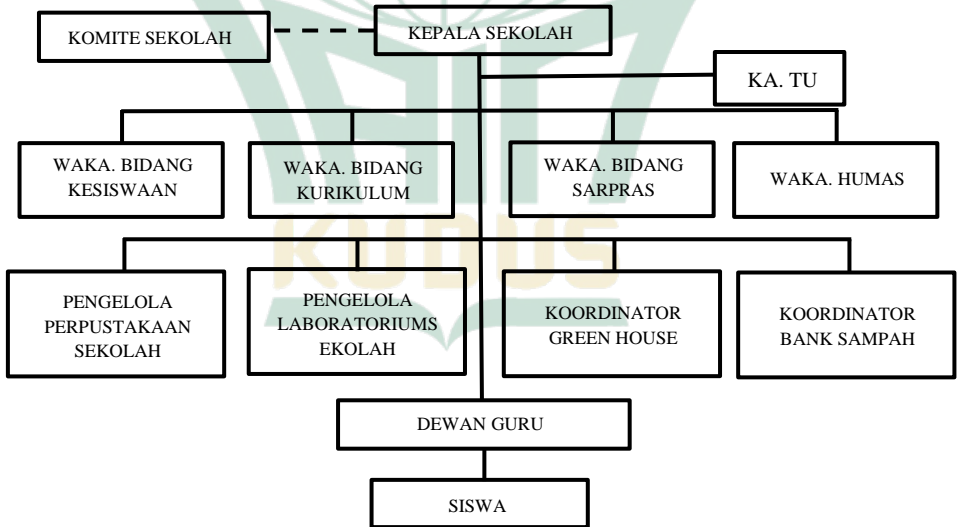 KOMITE SEKOLAH
KEPALA SEKOLAH
KA. TU
WAKA. BIDANG
KESISWAAN
WAKA. BIDANG
KURIKULUM
WAKA. BIDANG
SARPRAS
WAKA. HUMAS
KUDUS
PENGELOLA
PERPUSTAKAAN
SEKOLAH
PENGELOLA
LABORATORIUMS
EKOLAH
KOORDINATOR
GREEN HOUSE
KOORDINATOR
BANK SAMPAH
DEWAN GURU
SISWA